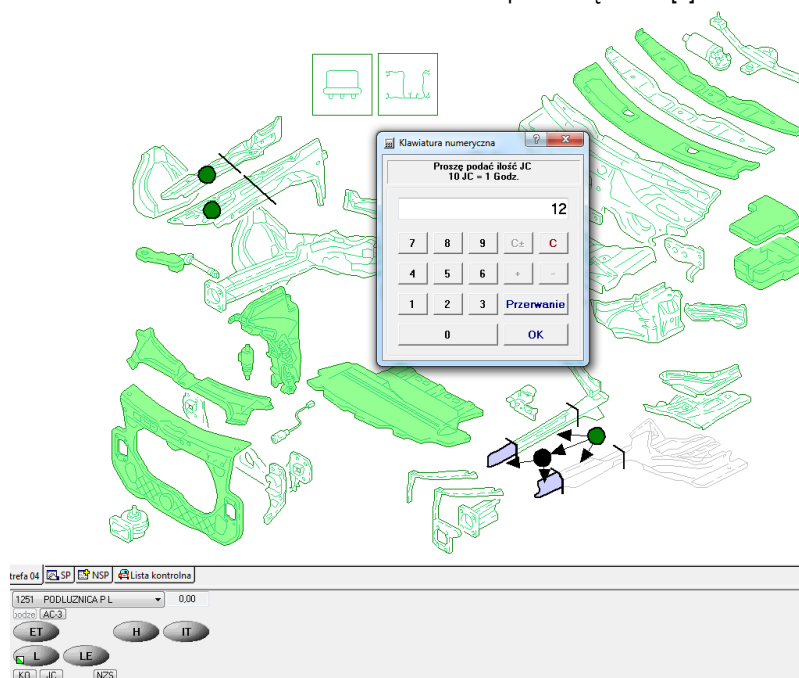 Klawiatura numeryczna
Proszę podać ilość JC
10 JC = 1 Godz.
12
7 8 9 C± C
4 5 6 + -
1 2 3 Przerwanie
0 OK
trefa 04 SP NSP Lista kontrolna
1251 PODLUZNICA P L 0,00
bodze AC-3
ET H IT
L LE
KO JC NZS